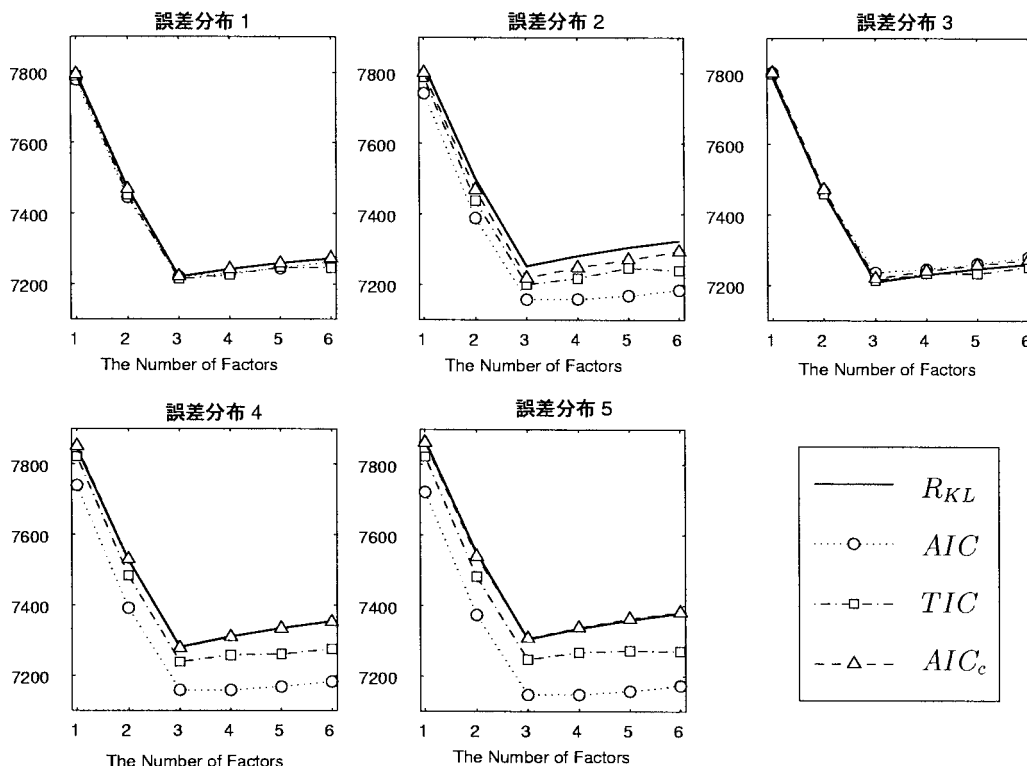 誤差分布 1
7800
7600
7400
7200
1 2 3 4 5 6
The Number of Factors
誤差分布 2
7800
7600
7400
7200
1 2 3 4 5 6
The Number of Factors
誤差分布 3
7800
7600
7400
7200
1 2 3 4 5 6
The Number of Factors
誤差分布 4
7800
7600
7400
7200
1 2 3 4 5 6
The Number of Factors
誤差分布 5
7800
7600
7400
7200
1 2 3 4 5 6
The Number of Factors
R_{KL}
AIC
TIC
AIC_c